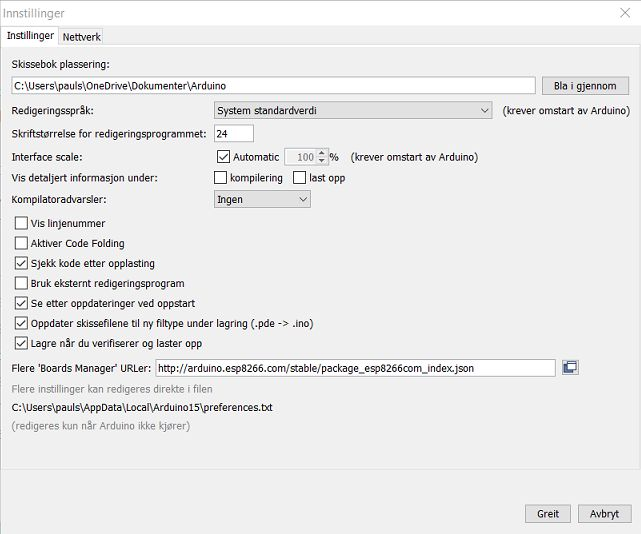 Innstillinger
Instillinger Nettverk
Skissebok plassering:
C:\Users\pauls\OneDrive\Dokumenter\Arduino Bla i gjennom
Redigeringsspråk: System standardverdi (krever omstart av Arduino)
Skriftstørrelse for redigeringsprogrammet: 24
Interface scale: Automatic 100 % (krever omstart av Arduino)
Vis detaljert informasjon under: kompilering last opp
Kompilatoradvarsler: Ingen
Vis linjenummer
Aktiver Code Folding
Sjekk kode etter opplasting
Bruk eksternt redigeringsprogram
Se etter oppdateringer ved oppstart
Oppdater skissefilene til ny filtype under lagring (.pde -> .ino)
Lagre når du verifiserer og laster opp
Flere 'Boards Manager' URLer: http://arduino.esp8266.com/stable/package_esp8266com_index.json
Flere instillinger kan redigeres direkte i filen
C:\Users\pauls\AppData\Local\Arduino15\preferences.txt
(redigeres kun når Arduino ikke kjører)
Greit Avbryt